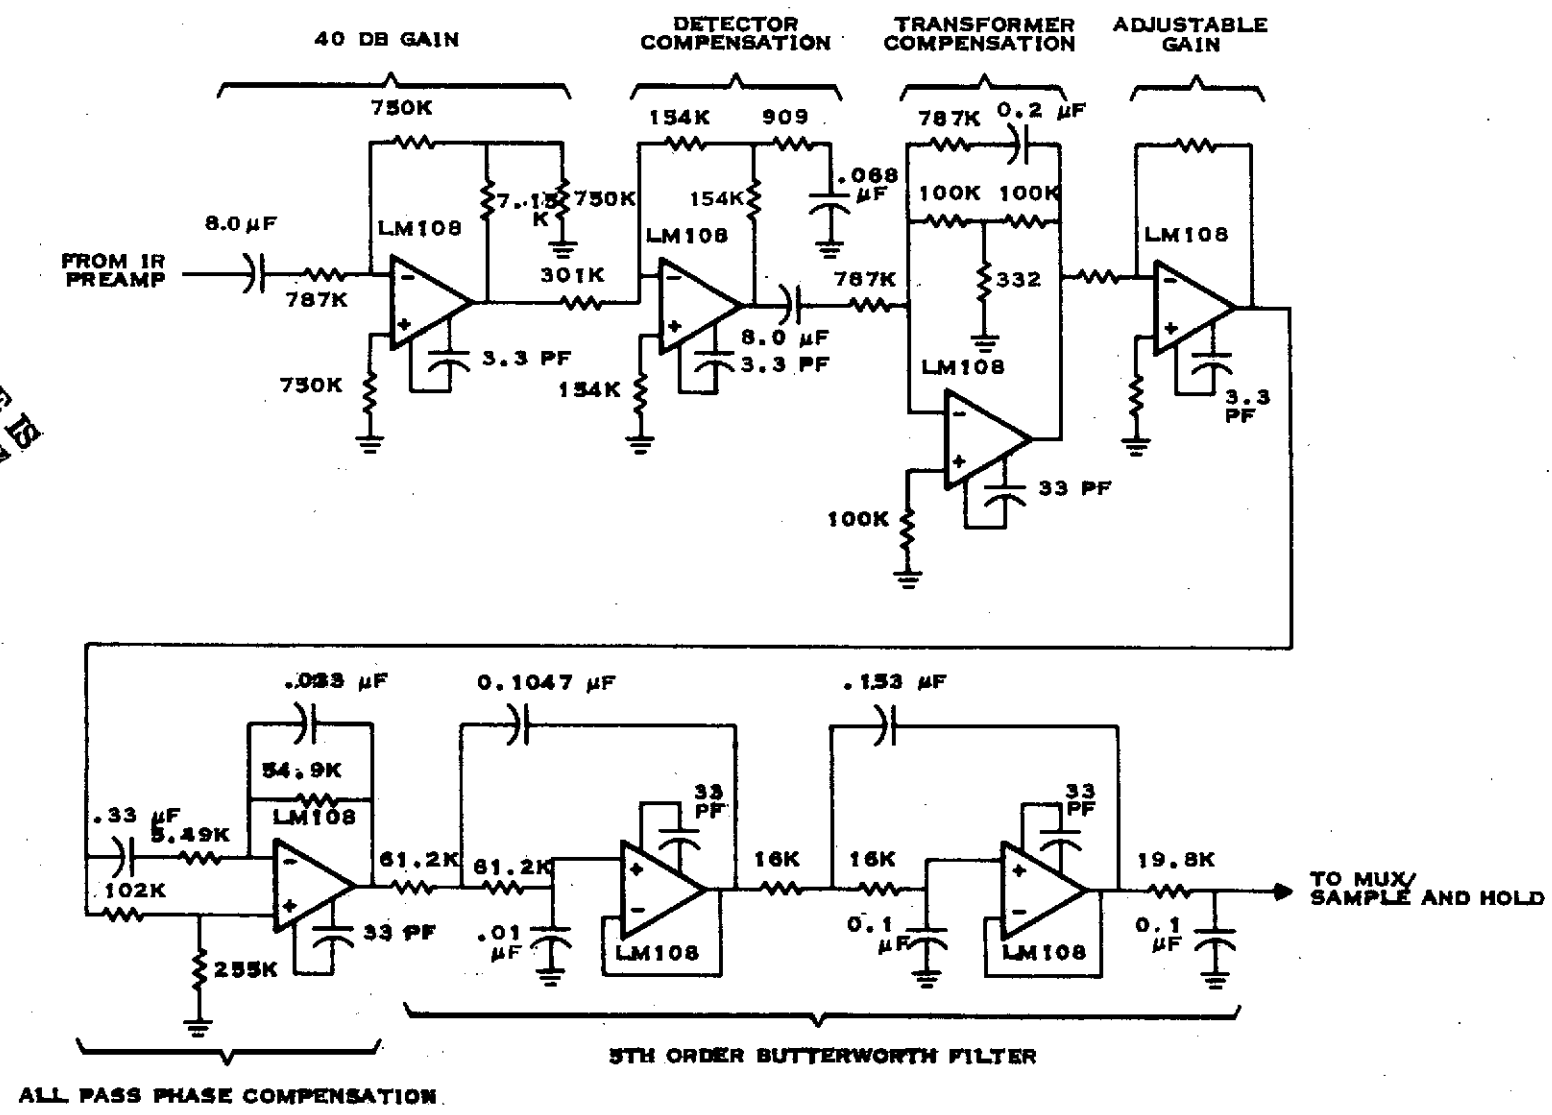 40 DB GAIN
DETECTOR
COMPENSATION
TRANSFORMER
COMPENSATION
ADJUSTABLE
GAIN
750K
154K
909
787K
0.2 µF
7.15
K
750K
154K
.068
µF
100K
100K
8.0 µF
LM108
LM108
LM108
FROM IR
PREAMP
787K
301K
787K
332
3.3 PF
8.0 µF
3.3 PF
LM108
750K
154K
3.3
PF
E IS
33 PF
100K
.033 µF
0.1047 µF
.153 µF
54.9K
33
PF
33
PF
.33 µF
5.49K
LM108
61.2K
61.2K
16K
16K
19.8K
102K
TO MUX/
SAMPLE AND HOLD
33 PF
.01
µF
LM108
0.1
µF
LM108
0.1
µF
255K
5TH ORDER BUTTERWORTH FILTER
ALL PASS PHASE COMPENSATION